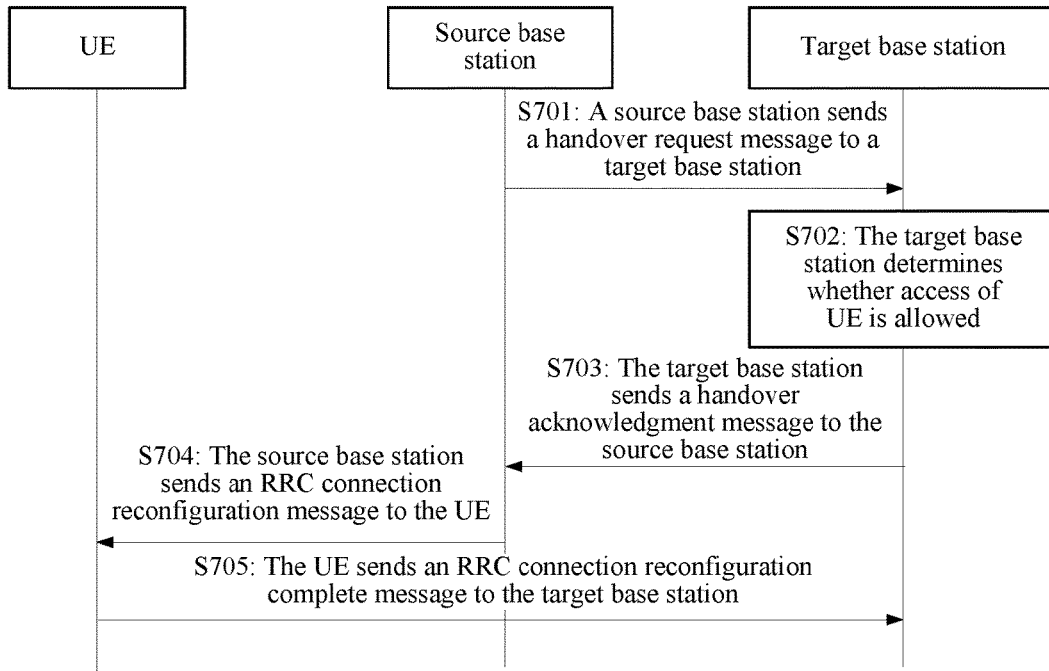 UE
Source base
station
Target base station
S701: A source base station sends
a handover request message to a
target base station
S702: The target base
station determines
whether access of
UE is allowed
S703: The target base station
sends a handover
acknowledgment message to the
source base station
S704: The source base station
sends an RRC connection
reconfiguration message to the UE
S705: The UE sends an RRC connection reconfiguration
complete message to the target base station